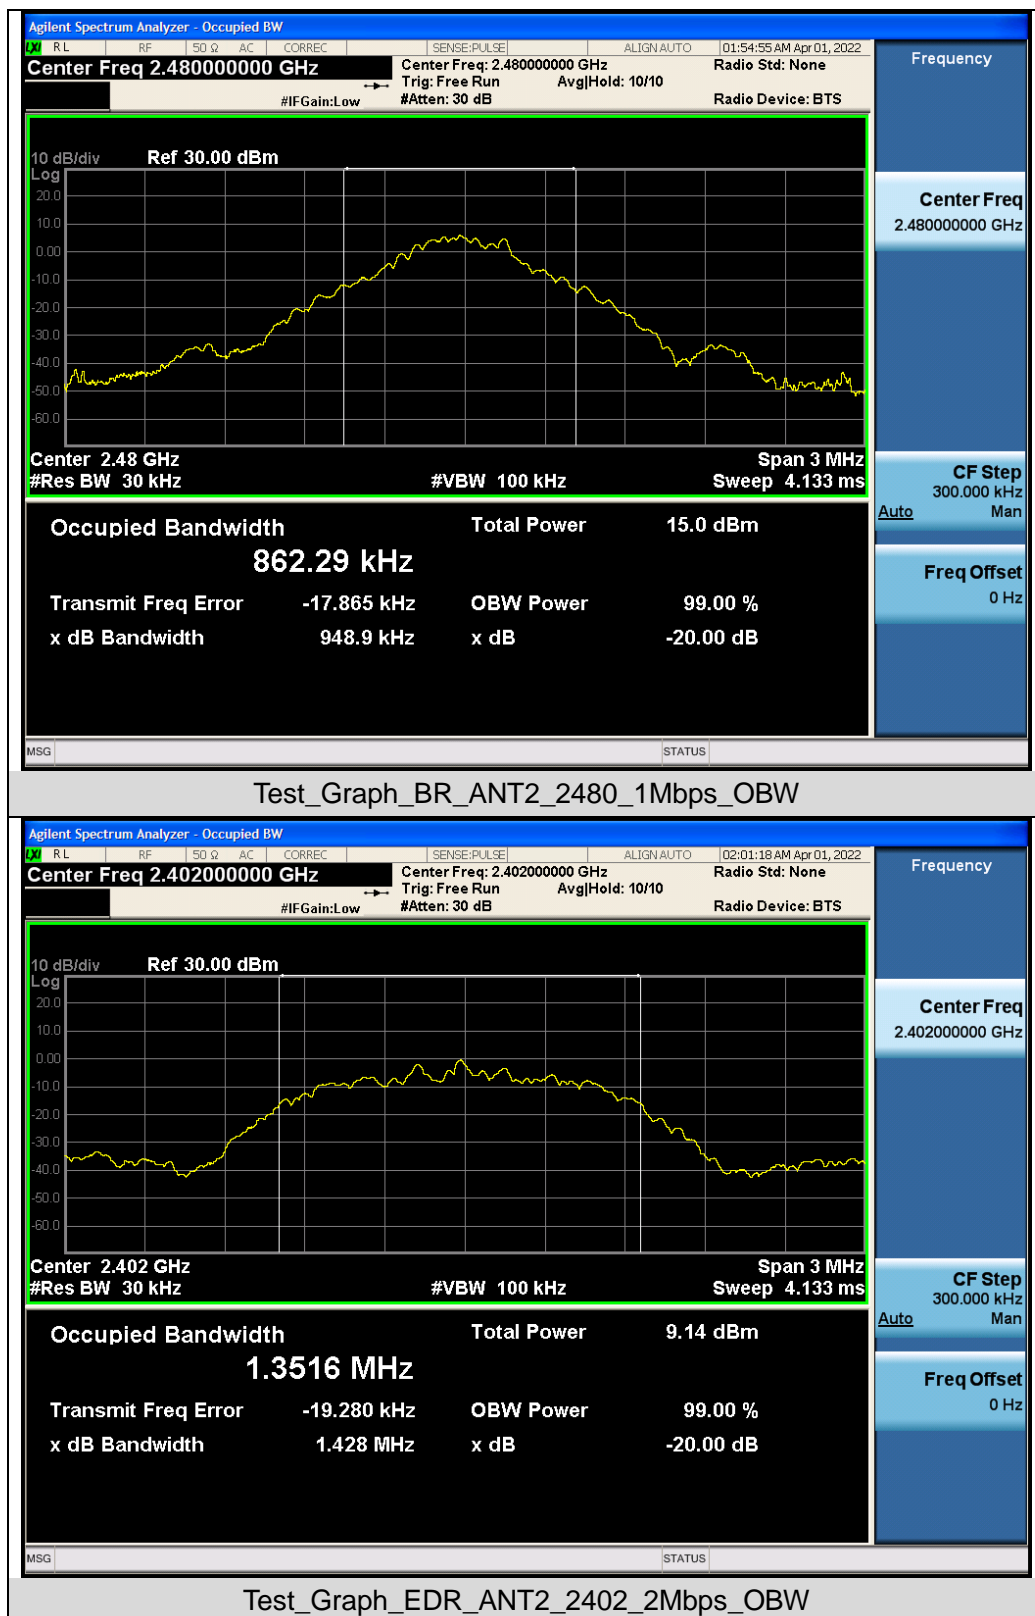 Agilent Spectrum Analyzer - Occupied BW
LXI RL RF 50 Ω AC CORREC SENSE:PULSE ALIGN AUTO 01:54:55 AM Apr 01, 2022
Center Freq 2.480000000 GHz
Center Freq: 2.480000000 GHz
Radio Std: None
Trig: Free Run Avg|Hold: 10/10
#IFGain:Low #Atten: 30 dB Radio Device: BTS
Frequency
10 dB/div Ref 30.00 dBm
Log
20.0
10.0
0.00
-10.0
-20.0
-30.0
-40.0
-50.0
-60.0
Center 2.48 GHz Span 3 MHz
#Res BW 30 kHz #VBW 100 kHz Sweep 4.133 ms
Center Freq
2.480000000 GHz
CF Step
300.000 kHz
Auto Man
Freq Offset
0 Hz
Occupied Bandwidth Total Power 15.0 dBm
862.29 kHz
Transmit Freq Error -17.865 kHz OBW Power 99.00 %
x dB Bandwidth 948.9 kHz x dB -20.00 dB
MSG STATUS
Test_Graph_BR_ANT2_2480_1Mbps_OBW
Agilent Spectrum Analyzer - Occupied BW
LXI RL RF 50 Ω AC CORREC SENSE:PULSE ALIGN AUTO 02:01:18 AM Apr 01, 2022
Center Freq 2.402000000 GHz
Center Freq: 2.402000000 GHz
Radio Std: None
Trig: Free Run Avg|Hold: 10/10
#IFGain:Low #Atten: 30 dB Radio Device: BTS
Frequency
10 dB/div Ref 30.00 dBm
Log
20.0
10.0
0.00
-10.0
-20.0
-30.0
-40.0
-50.0
-60.0
Center 2.402 GHz Span 3 MHz
#Res BW 30 kHz #VBW 100 kHz Sweep 4.133 ms
Center Freq
2.402000000 GHz
CF Step
300.000 kHz
Auto Man
Freq Offset
0 Hz
Occupied Bandwidth Total Power 9.14 dBm
1.3516 MHz
Transmit Freq Error -19.280 kHz OBW Power 99.00 %
x dB Bandwidth 1.428 MHz x dB -20.00 dB
MSG STATUS
Test_Graph_EDR_ANT2_2402_2Mbps_OBW